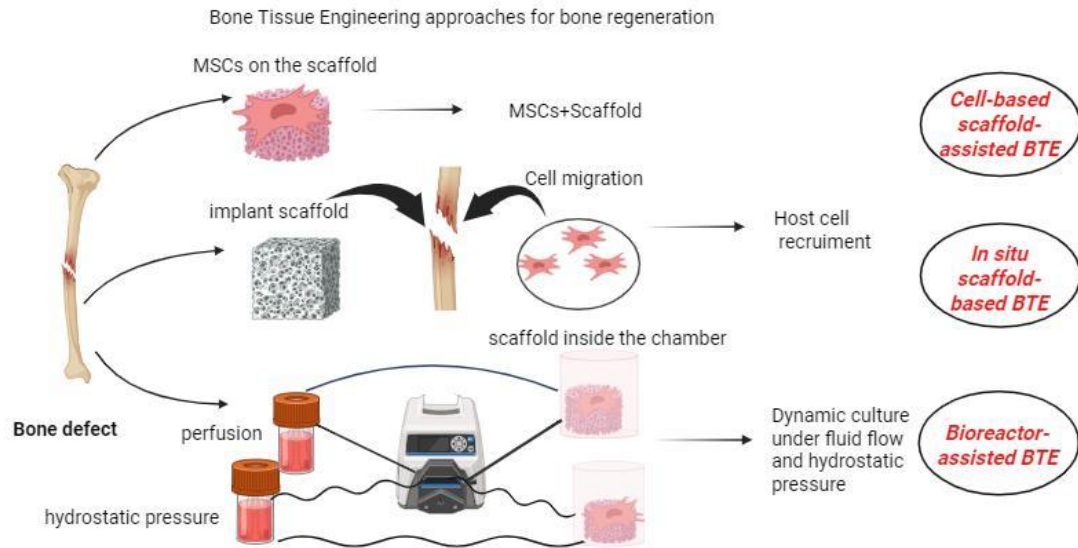 Bone Tissue Engineering approaches for bone regeneration
MSCs on the scaffold
MSCs+Scaffold
Cell-based
scaffold-
assisted BTE
Cell migration
implant scaffold
Host cell
recruiment
In situ
scaffold-
based BTE
scaffold inside the chamber
Bone defect
perfusion
Dynamic culture
under fluid flow
and hydrostatic
pressure
Bioreactor-
assisted BTE
hydrostatic pressure